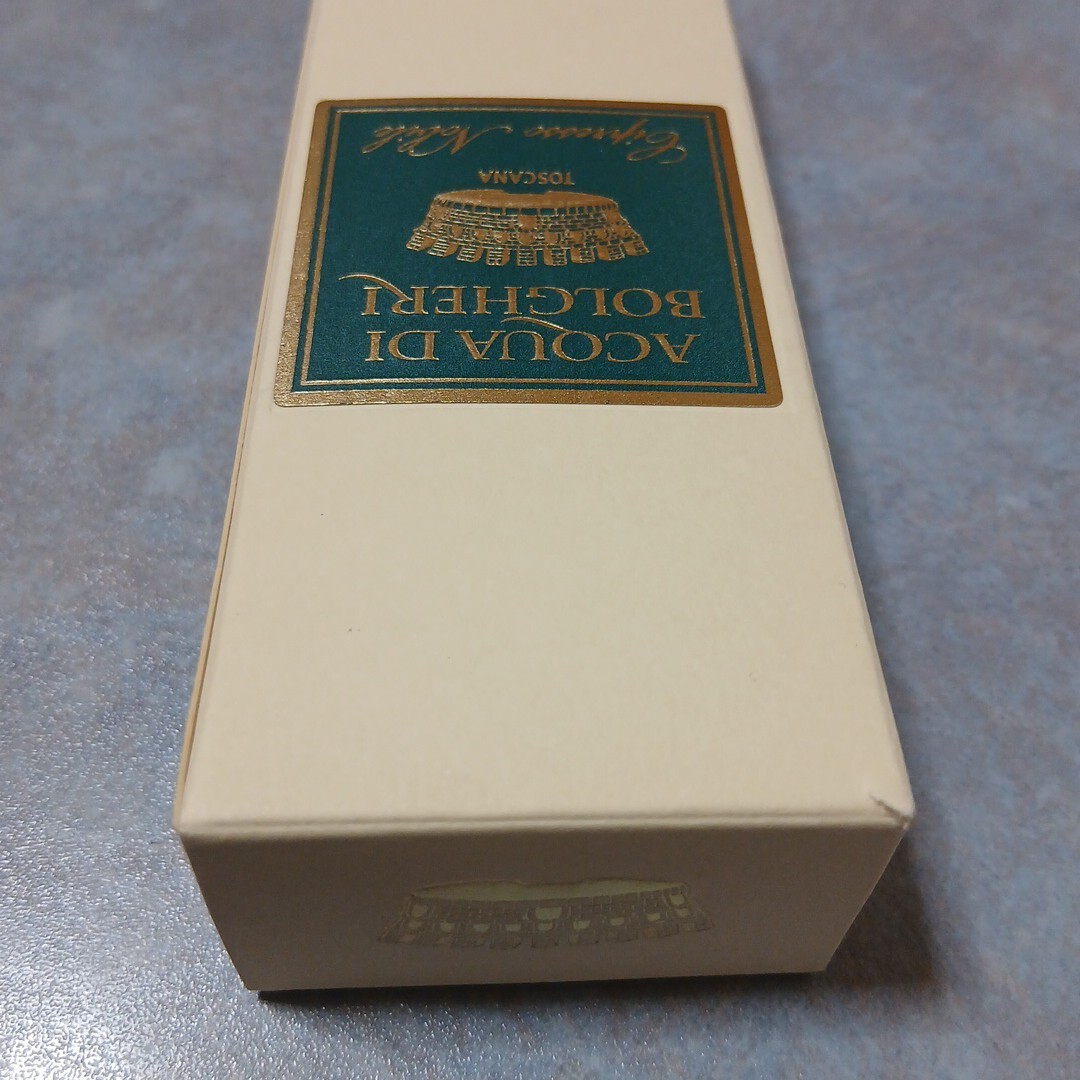 ACQUA DI
BOLGHERI
TOSCANA
Cipresso Nobile